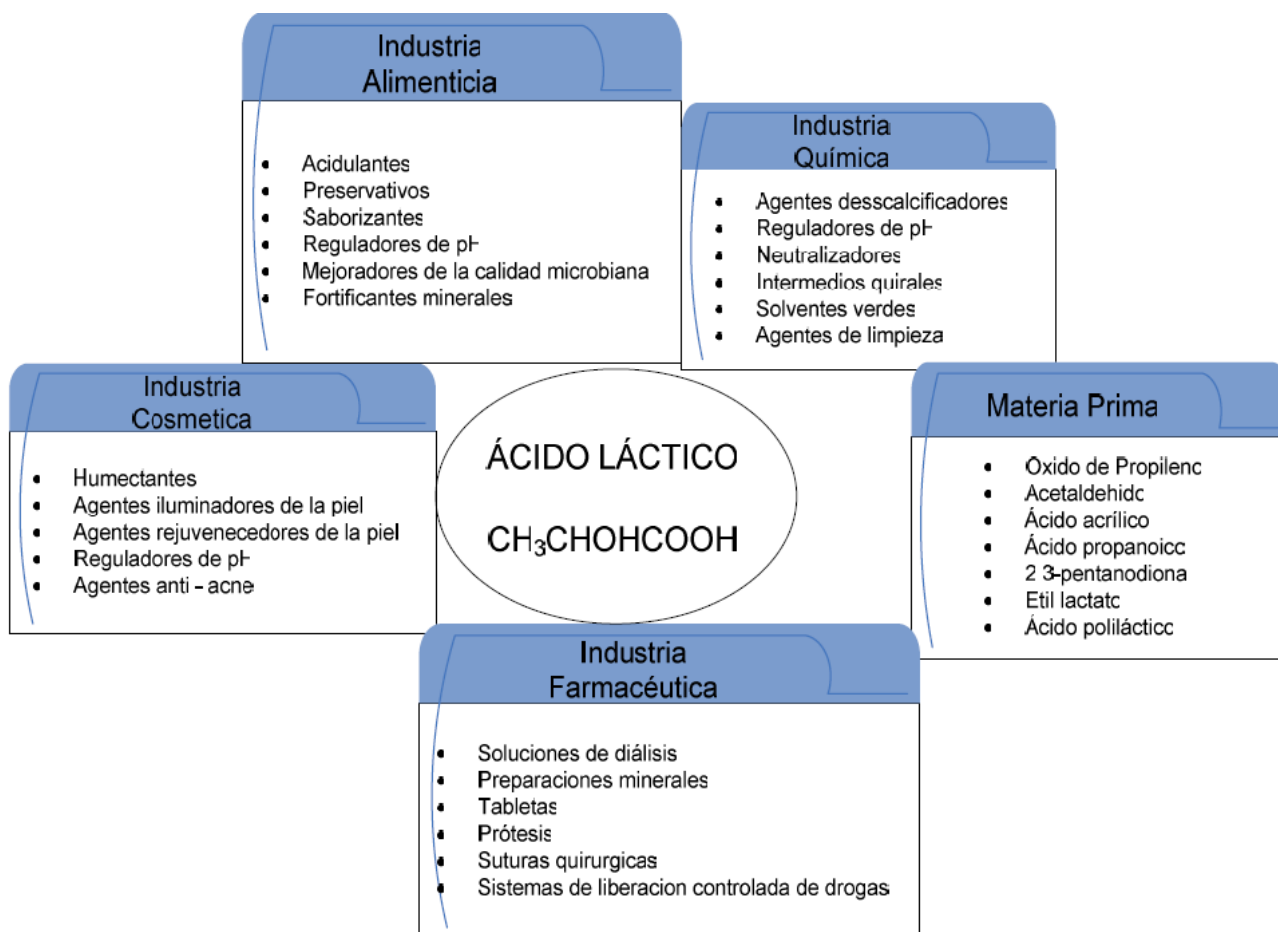 Industria
Alimenticia
• Acidulantes
• Preservativos
• Saborizantes
• Reguladores de pH
• Mejoradores de la calidad microbiana
• Fortificantes minerales
Industria
Química
• Agentes desscalcificadores
• Reguladores de pH
• Neutralizadores
• Intermedios quirales
• Solventes verdes
• Agentes de limpieza
Industria
Cosmetica
• Humectantes
• Agentes iluminadores de la piel
• Agentes rejuvenecedores de la piel
• Reguladores de pH
• Agentes anti – acne
ÁCIDO LÁCTICO
CH₃CHOHCOOH
Materia Prima
• Óxido de Propileno
• Acetaldehido
• Ácido acrílico
• Ácido propanoico
• 2 3-pentanodiona
• Etil lactato
• Ácido poliláctico
Industria
Farmacéutica
• Soluciones de diálisis
• Preparaciones minerales
• Tabletas
• Prótesis
• Suturas quirurgicas
• Sistemas de liberacion controlada de drogas